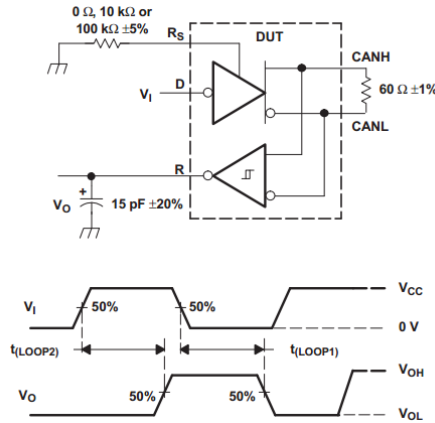 0 Ω, 10 kΩ or
100 kΩ ±5%
RS
DUT
CANH
VI
D
60 Ω ±1%
CANL
R
+
VO
15 pF ±20%
VI
50%
50%
VCC
0 V
t(LOOP2)
t(LOOP1)
VO
50%
50%
VOH
VOL